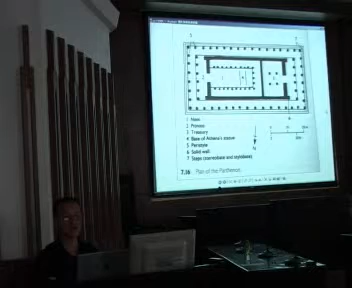 1 Naos
2 Pronaos
3 Treasury
4 Base of Athena's statue
5 Peristyle
6 Solid wall
7 Steps (stereobate and stylobate)
7.16 Plan of the Parthenon.